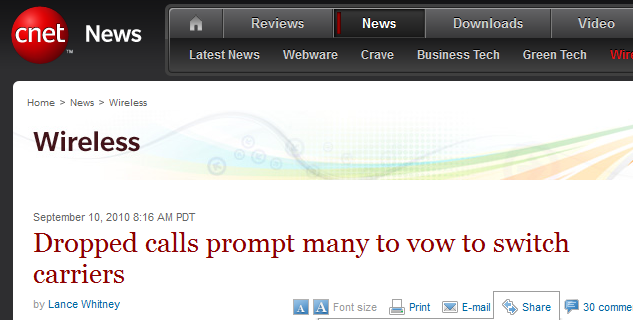 cnet News
Reviews News Downloads Video
Latest News Webware Crave Business Tech Green Tech
Home > News > Wireless
Wireless
September 10, 2010 8:16 AM PDT
Dropped calls prompt many to vow to switch
carriers
by Lance Whitney
A A Font size Print E-mail Share 30 comme